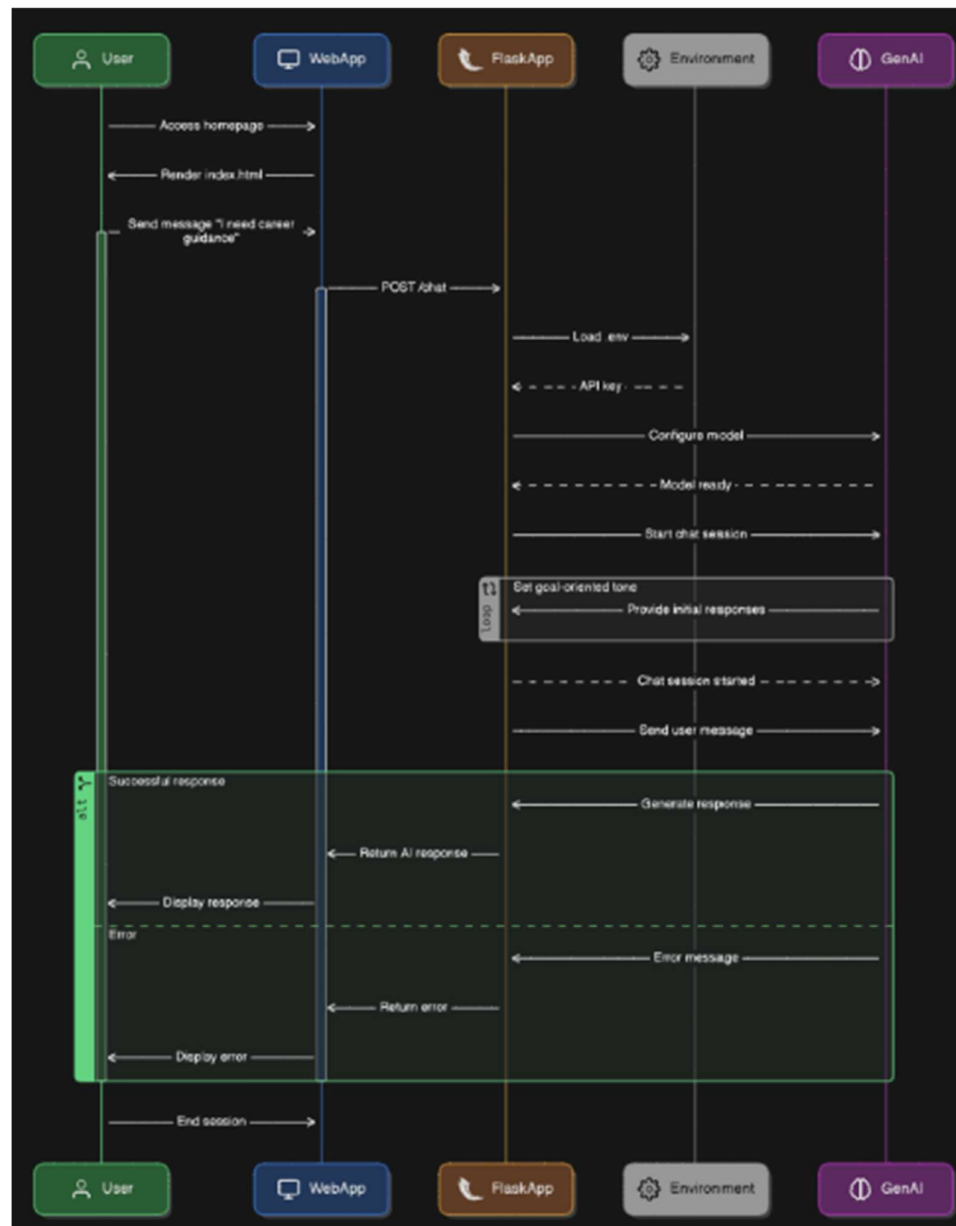 User
WebApp
FlaskApp
Environment
GenAI
Access homepage
Render index.html
Send message "I need career
guidance"
POST /chat
Load .env
API key
Configure model
Model ready
Start chat session
loop
Set goal-oriented tone
Provide initial responses
Chat session started
Send user message
alt
Successful response
Generate response
Return AI response
Display response
Error
Error message
Return error
Display error
End session
User
WebApp
FlaskApp
Environment
GenAI